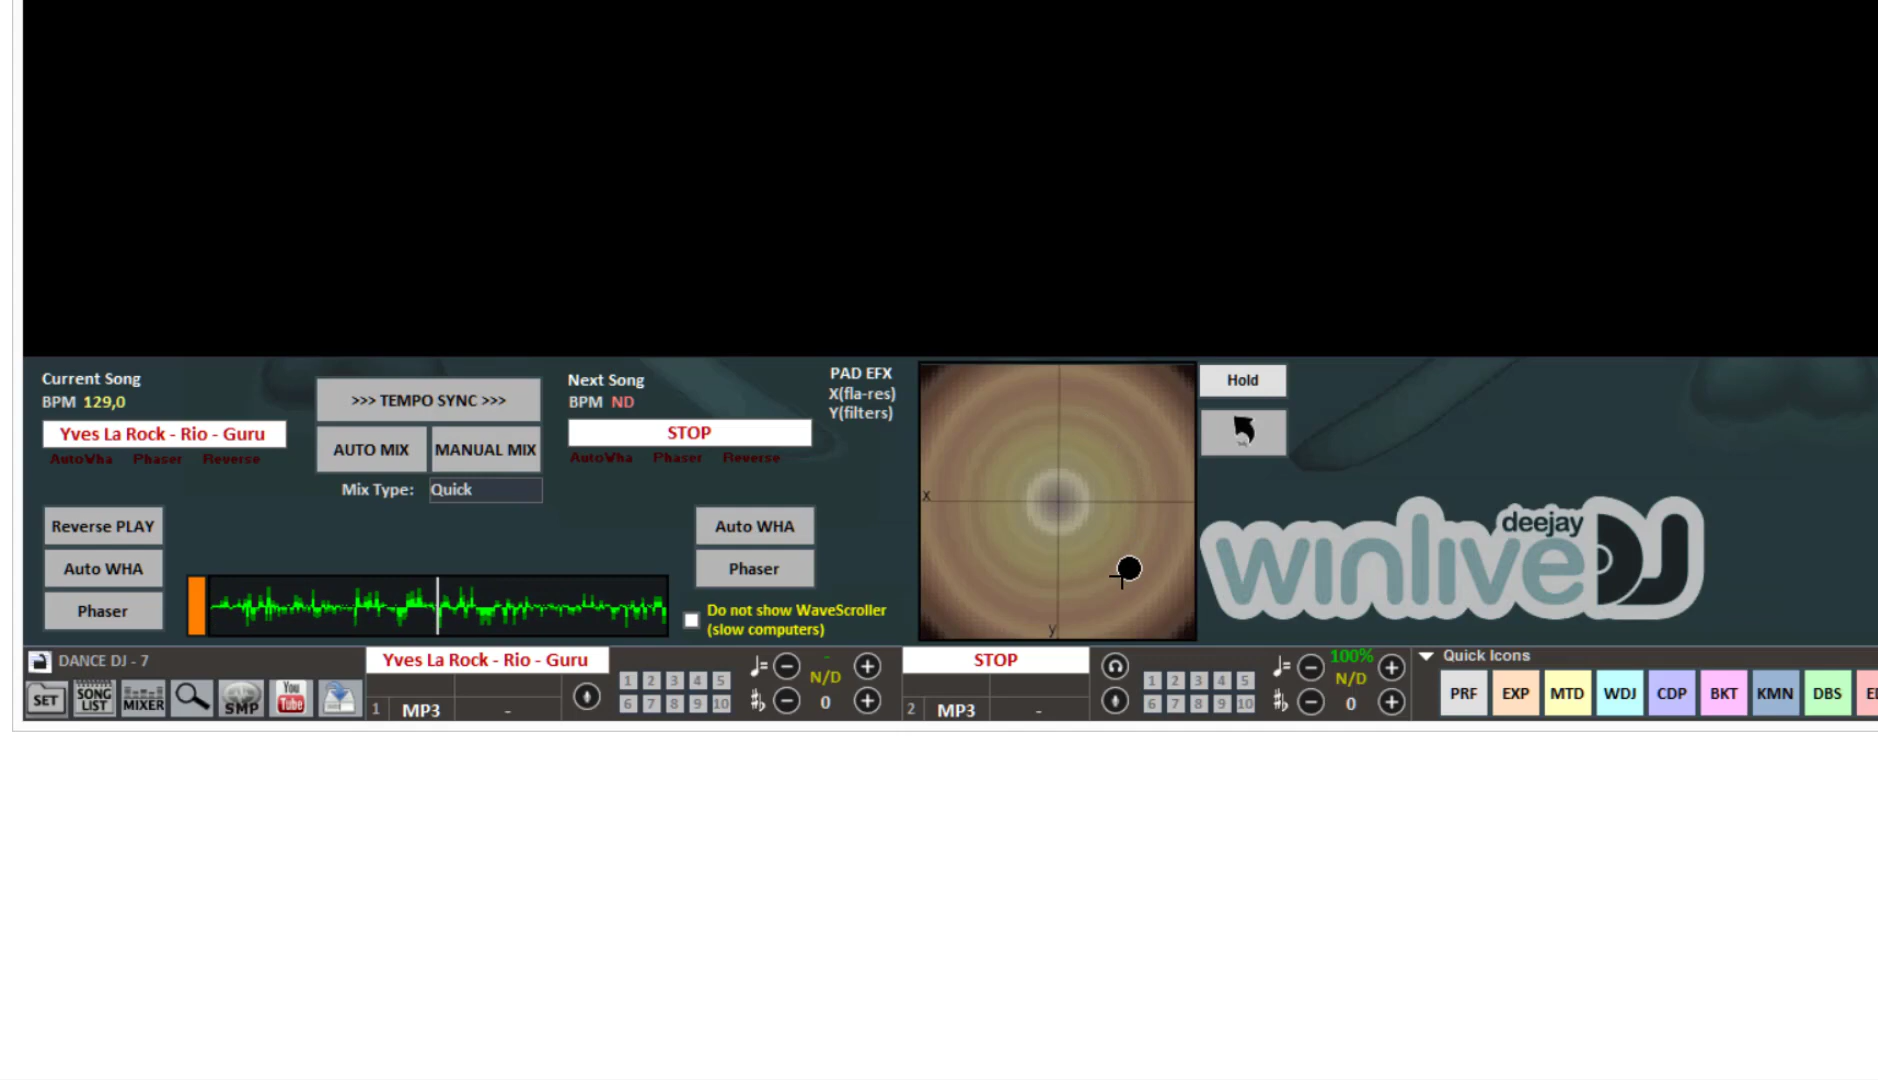 Current Song
BPM 129,0
Yves La Rock - Rio - Guru
AutoWha Phaser Reverse
>>> TEMPO SYNC >>>
AUTO MIX MANUAL MIX
Mix Type: Quick
Next Song
BPM ND
STOP
AutoWha Phaser Reverse
PAD EFX
X(fla-res)
Y(filters)
x
y
Hold
Reverse PLAY
Auto WHA
Phaser
Auto WHA
Phaser
Do not show WaveScroller
(slow computers)
deejay
winlive DJ
DANCE DJ - 7
SET
SONG LIST
MIXER
SMP
You Tube
Yves La Rock - Rio - Guru
1 MP3 -
1 2 3 4 5
6 7 8 9 10
-
N/D
0
STOP
2 MP3 -
1 2 3 4 5
6 7 8 9 10
100%
N/D
0
Quick Icons
PRF EXP MTD WDJ CDP BKT KMN DBS